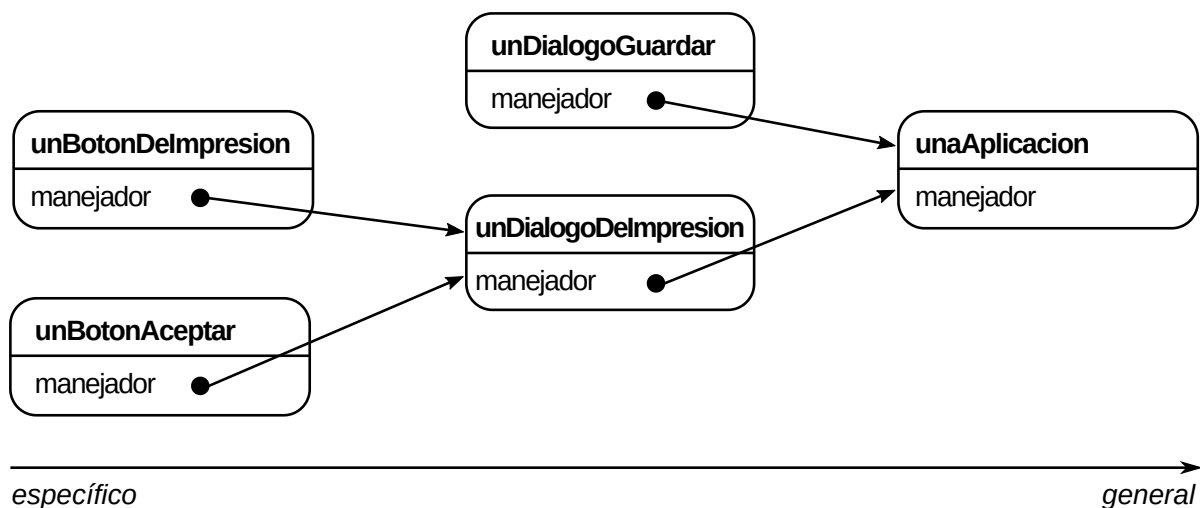 unDialogoGuardar
manejador
unBotonDeImpresion
manejador
unaAplicacion
manejador
unDialogoDeImpresion
manejador
unBotonAceptar
manejador
específico
general